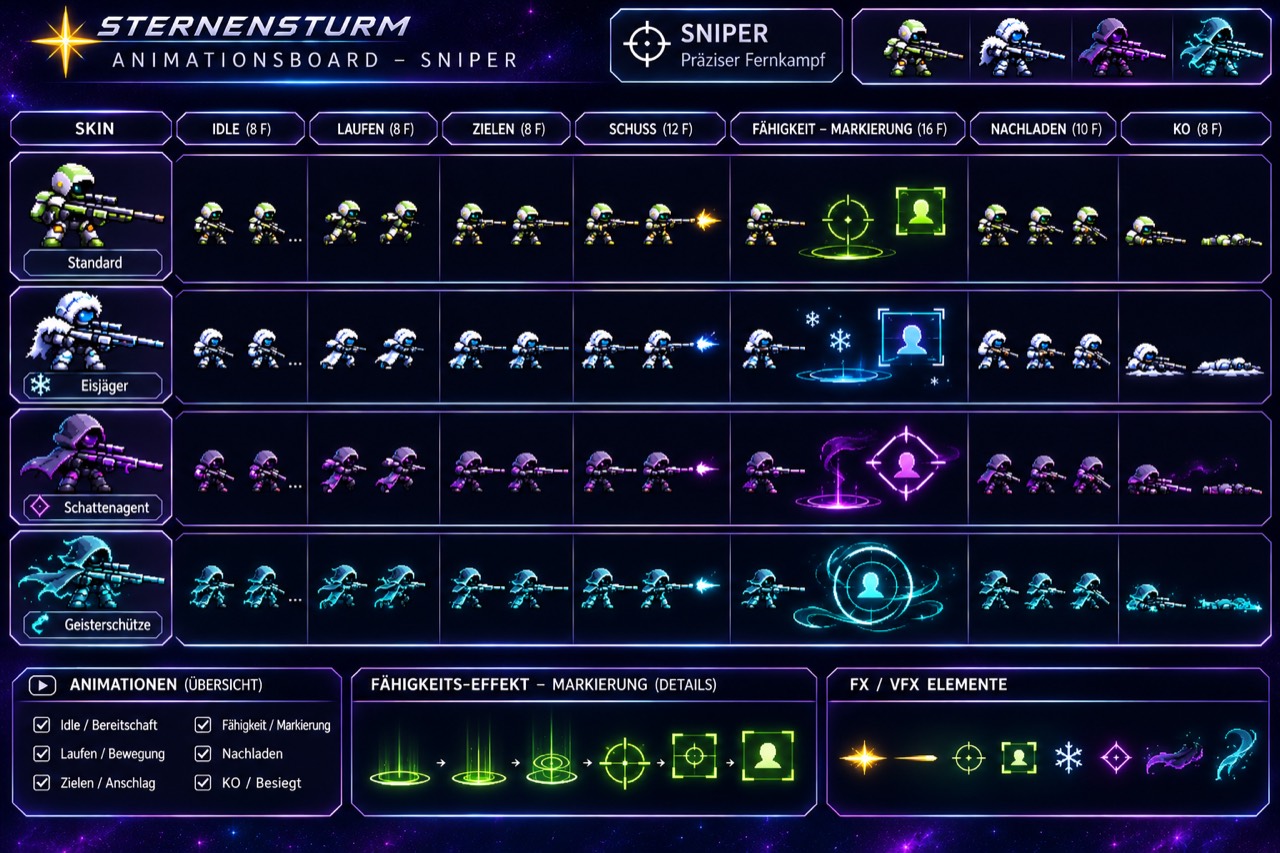 STERNENSTURM
ANIMATIONSBOARD – SNIPER
SNIPER
Präziser Fernkampf
SKIN
IDLE (8 F)
LAUFEN (8 F)
ZIELEN (8 F)
SCHUSS (12 F)
FÄHIGKEIT – MARKIERUNG (16 F)
NACHLADEN (10 F)
KO (8 F)
Standard
...
Eisjäger
...
Schattenagent
...
Geisterschütze
...
ANIMATIONEN (ÜBERSICHT)
Idle / Bereitschaft
Laufen / Bewegung
Zielen / Anschlag
Fähigkeit / Markierung
Nachladen
KO / Besiegt
FÄHIGKEITS-EFFEKT – MARKIERUNG (DETAILS)
FX / VFX ELEMENTE